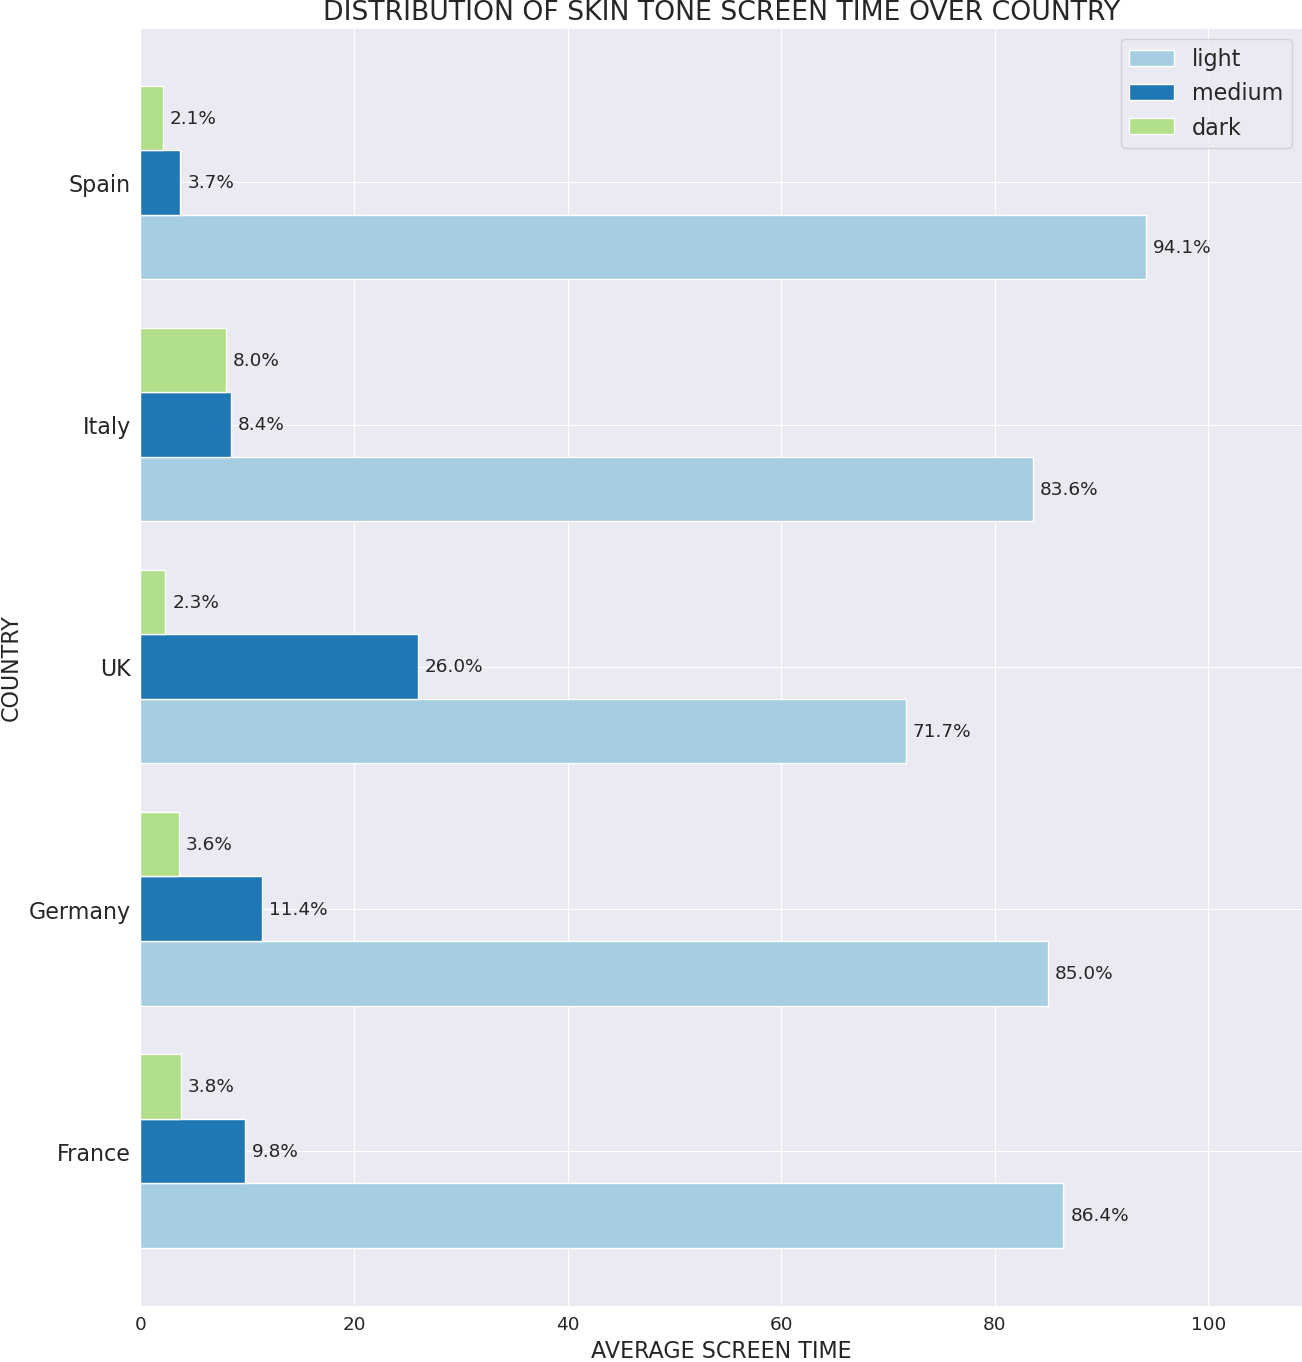 DISTRIBUTION OF SKIN TONE SCREEN TIME OVER COUNTRY
light
medium
dark
2.1%
Spain
3.7%
94.1%
8.0%
Italy
8.4%
83.6%
2.3%
UK
26.0%
71.7%
3.6%
Germany
11.4%
85.0%
3.8%
France
9.8%
86.4%
COUNTRY
0 20 40 60 80 100
AVERAGE SCREEN TIME